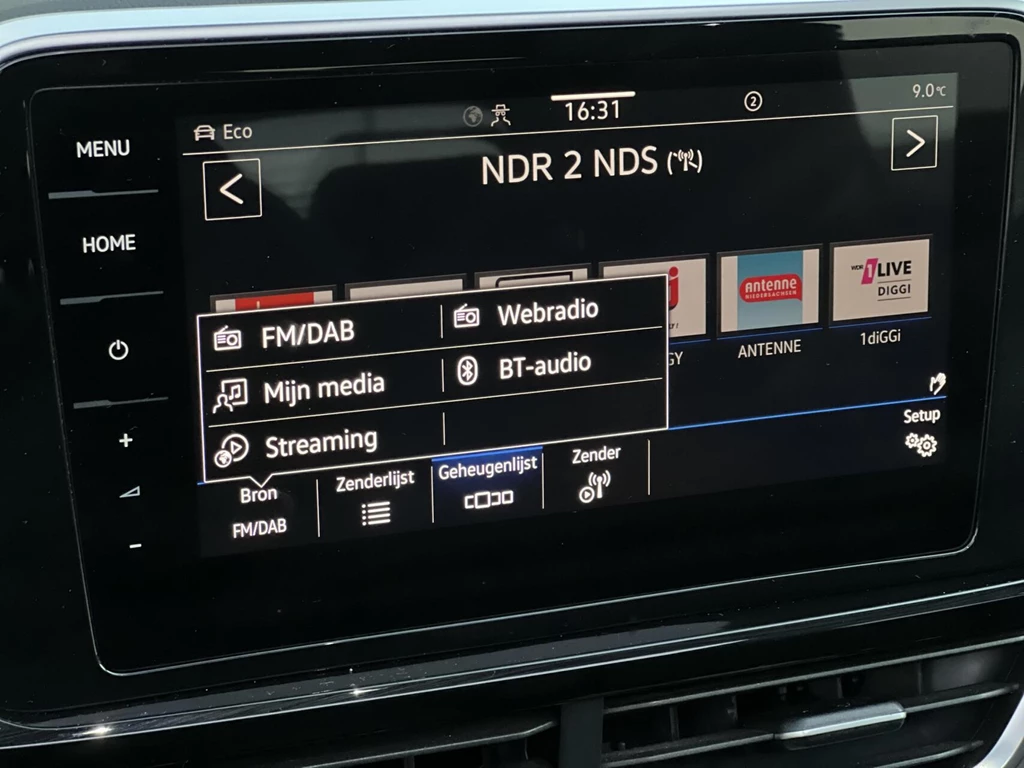 MENU
HOME
+
-
Eco
16:31
2
9.0°C
<
NDR 2 NDS
>
Antenne
NIEDERSACHSEN
WDR 1LIVE
DIGGI
GY
ANTENNE
1diGGi
FM/DAB
Webradio
Mijn media
BT-audio
Streaming
Setup
Bron
FM/DAB
Zenderlijst
Geheugenlijst
Zender